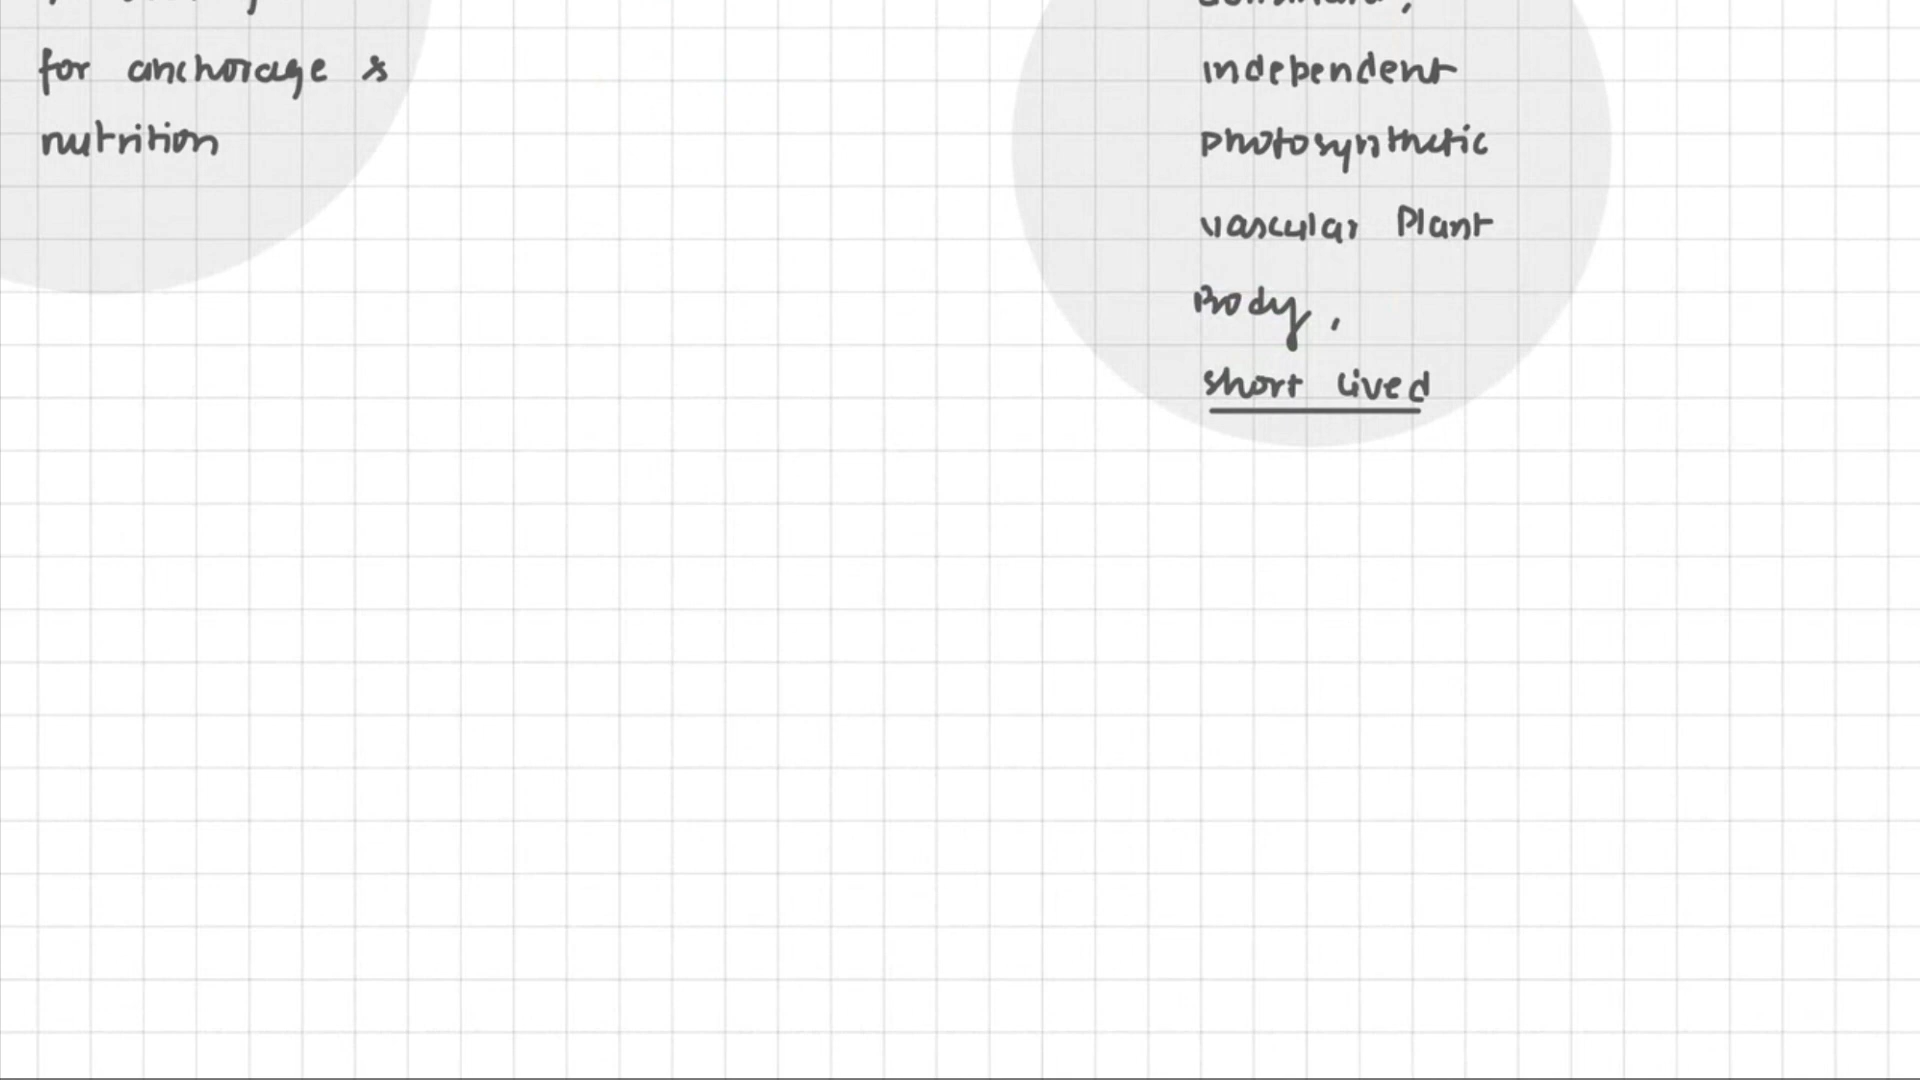 for anchorage &
nutrition
independent
photosynthetic
vascular Plant
Body,
short lived